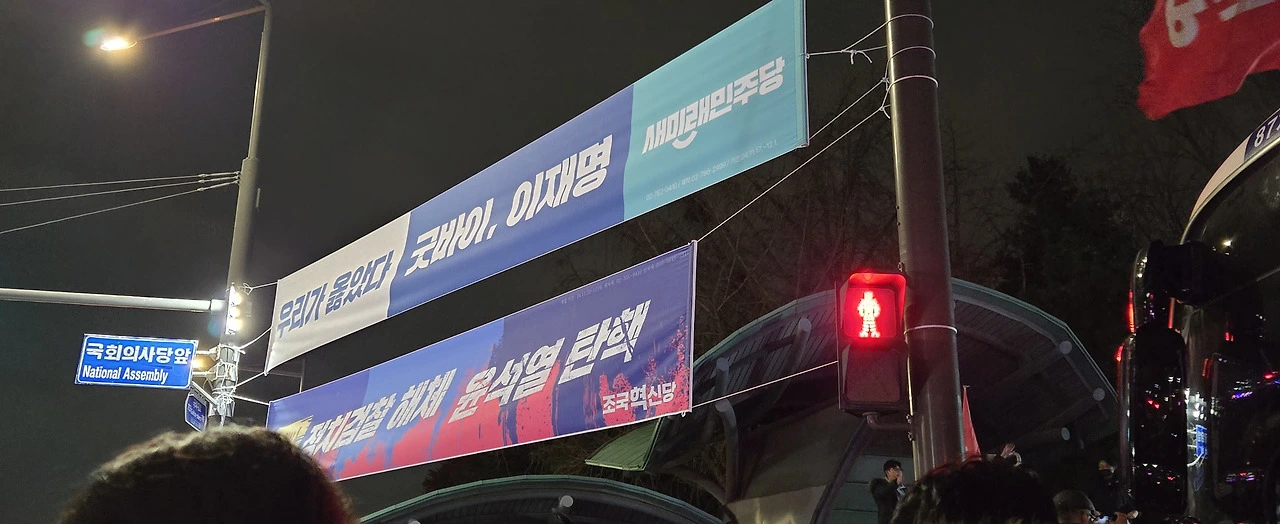 우리가 옳았다 굿바이, 이재명 새미래민주당
정치검찰 해체 윤석열 탄핵
조국혁신당
국회의사당앞
National Assembly
87